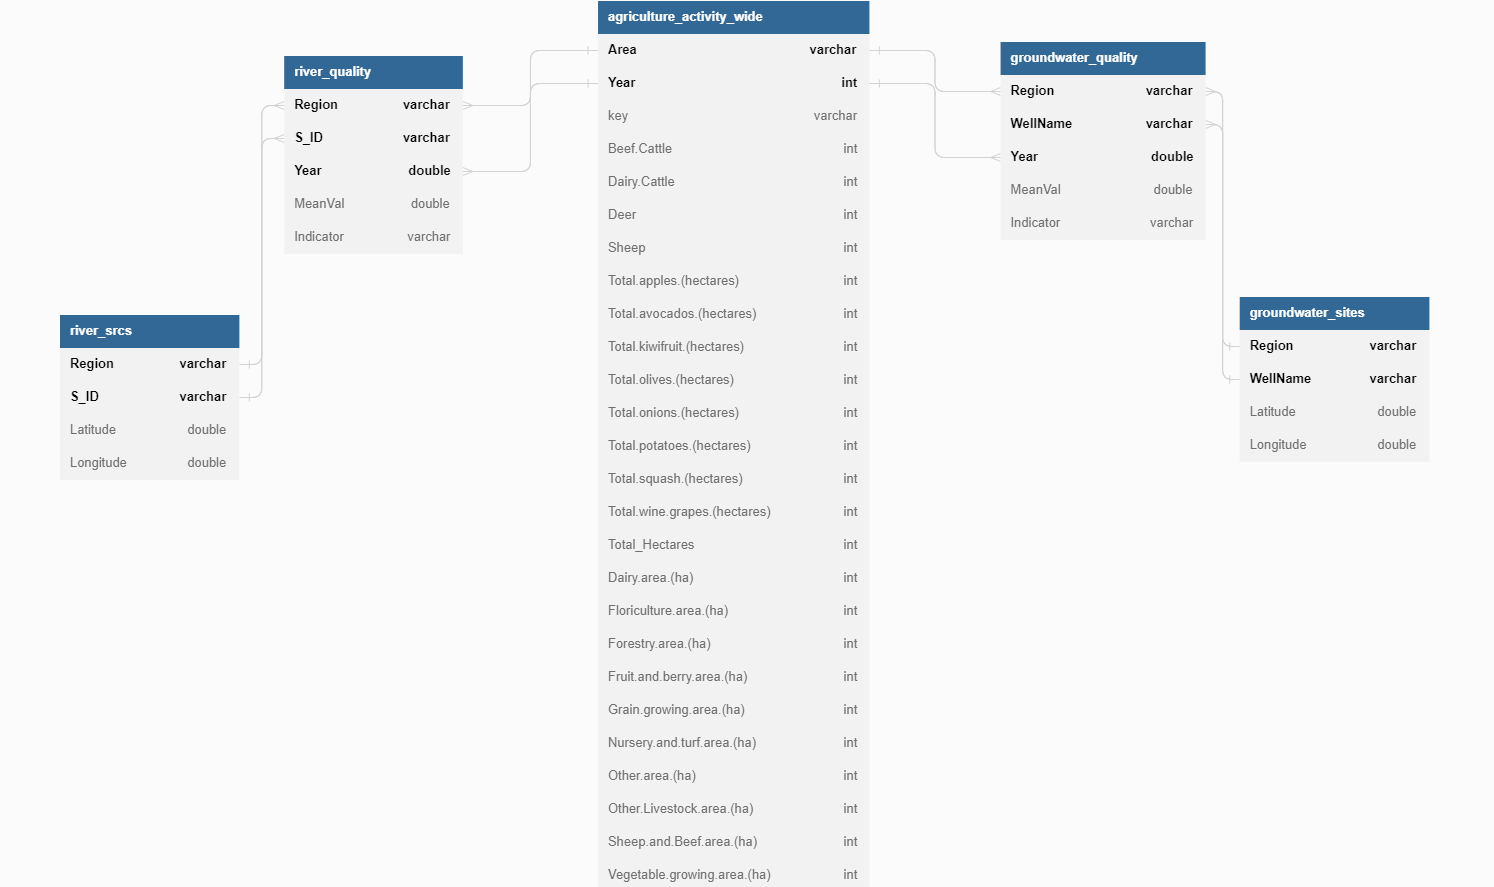 agriculture_activity_wide
Area varchar
Year int
key varchar
Beef.Cattle int
Dairy.Cattle int
Deer int
Sheep int
Total.apples.(hectares) int
Total.avocados.(hectares) int
Total.kiwifruit.(hectares) int
Total.olives.(hectares) int
Total.onions.(hectares) int
Total.potatoes.(hectares) int
Total.squash.(hectares) int
Total.wine.grapes.(hectares) int
Total_Hectares int
Dairy.area.(ha) int
Floriculture.area.(ha) int
Forestry.area.(ha) int
Fruit.and.berry.area.(ha) int
Grain.growing.area.(ha) int
Nursery.and.turf.area.(ha) int
Other.area.(ha) int
Other.Livestock.area.(ha) int
Sheep.and.Beef.area.(ha) int
Vegetable.growing.area.(ha) int
river_quality
Region varchar
S_ID varchar
Year double
MeanVal double
Indicator varchar
river_srcs
Region varchar
S_ID varchar
Latitude double
Longitude double
groundwater_quality
Region varchar
WellName varchar
Year double
MeanVal double
Indicator varchar
groundwater_sites
Region varchar
WellName varchar
Latitude double
Longitude double